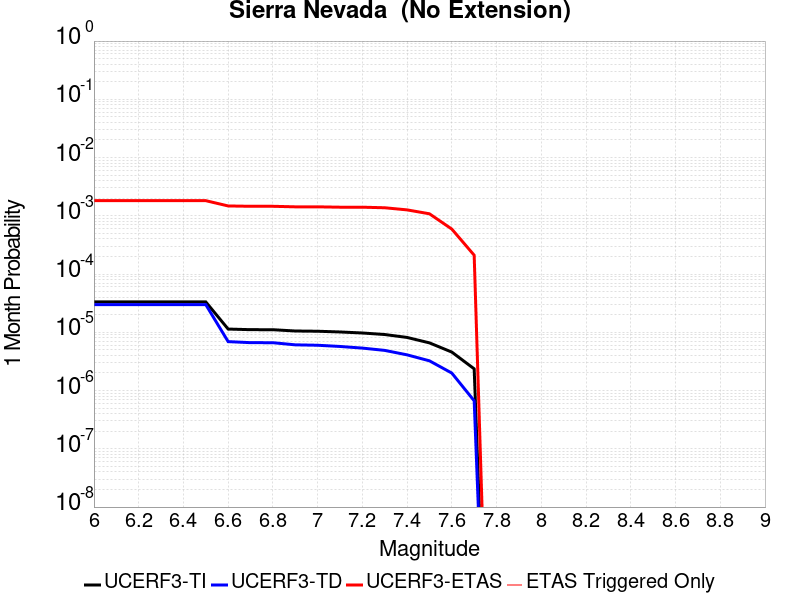 Sierra Nevada  (No Extension)
10^0
10^-1
10^-2
10^-3
10^-4
10^-5
10^-6
10^-7
10^-8
1 Month Probability
6 6.2 6.4 6.6 6.8 7 7.2 7.4 7.6 7.8 8 8.2 8.4 8.6 8.8 9
Magnitude
UCERF3-TI UCERF3-TD UCERF3-ETAS ETAS Triggered Only